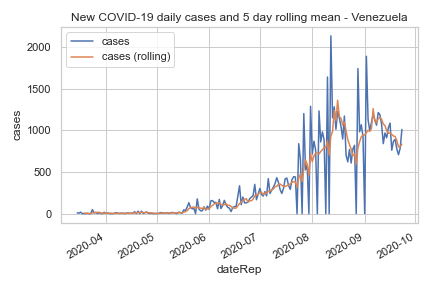 New COVID-19 daily cases and 5 day rolling mean - Venezuela
cases
cases (rolling)
2000
1500
1000
500
0
cases
2020-04
2020-05
2020-06
2020-07
2020-08
2020-09
2020-10
dateRep